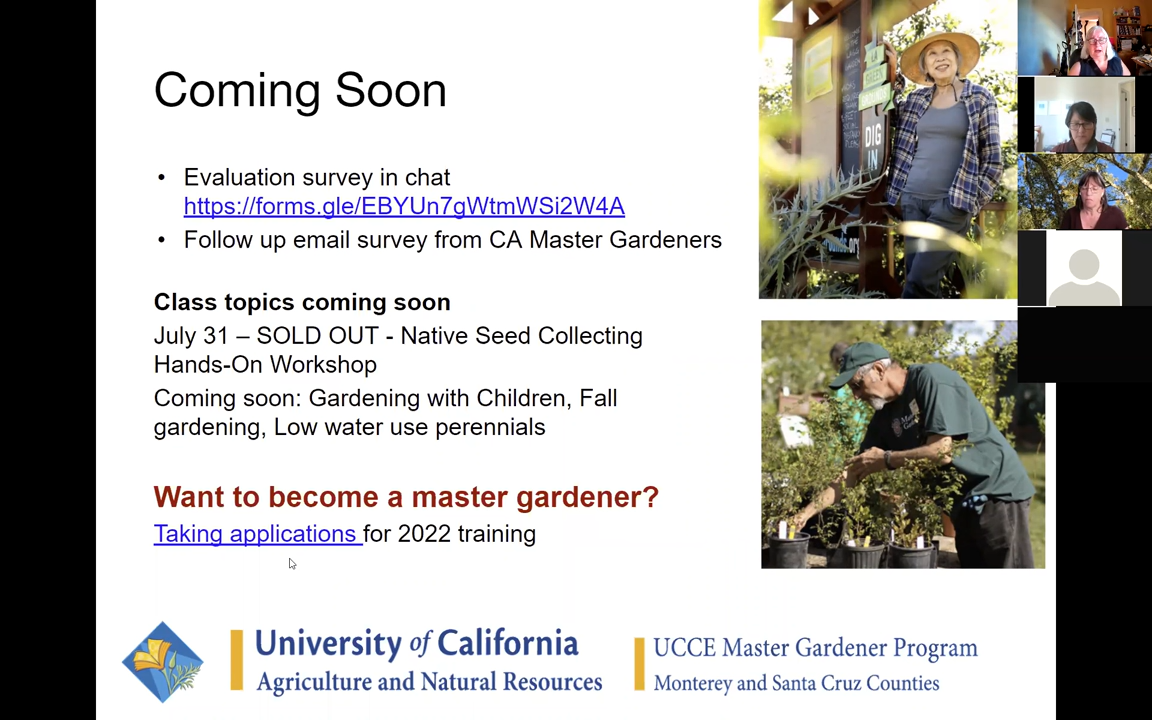 Coming Soon
• Evaluation survey in chat
https://forms.gle/EBYUn7gWtmWSi2W4A
• Follow up email survey from CA Master Gardeners
Class topics coming soon
July 31 – SOLD OUT - Native Seed Collecting
Hands-On Workshop
Coming soon: Gardening with Children, Fall
gardening, Low water use perennials
Want to become a master gardener?
Taking applications for 2022 training
DIG
IN
University of California
Agriculture and Natural Resources
UCCE Master Gardener Program
Monterey and Santa Cruz Counties